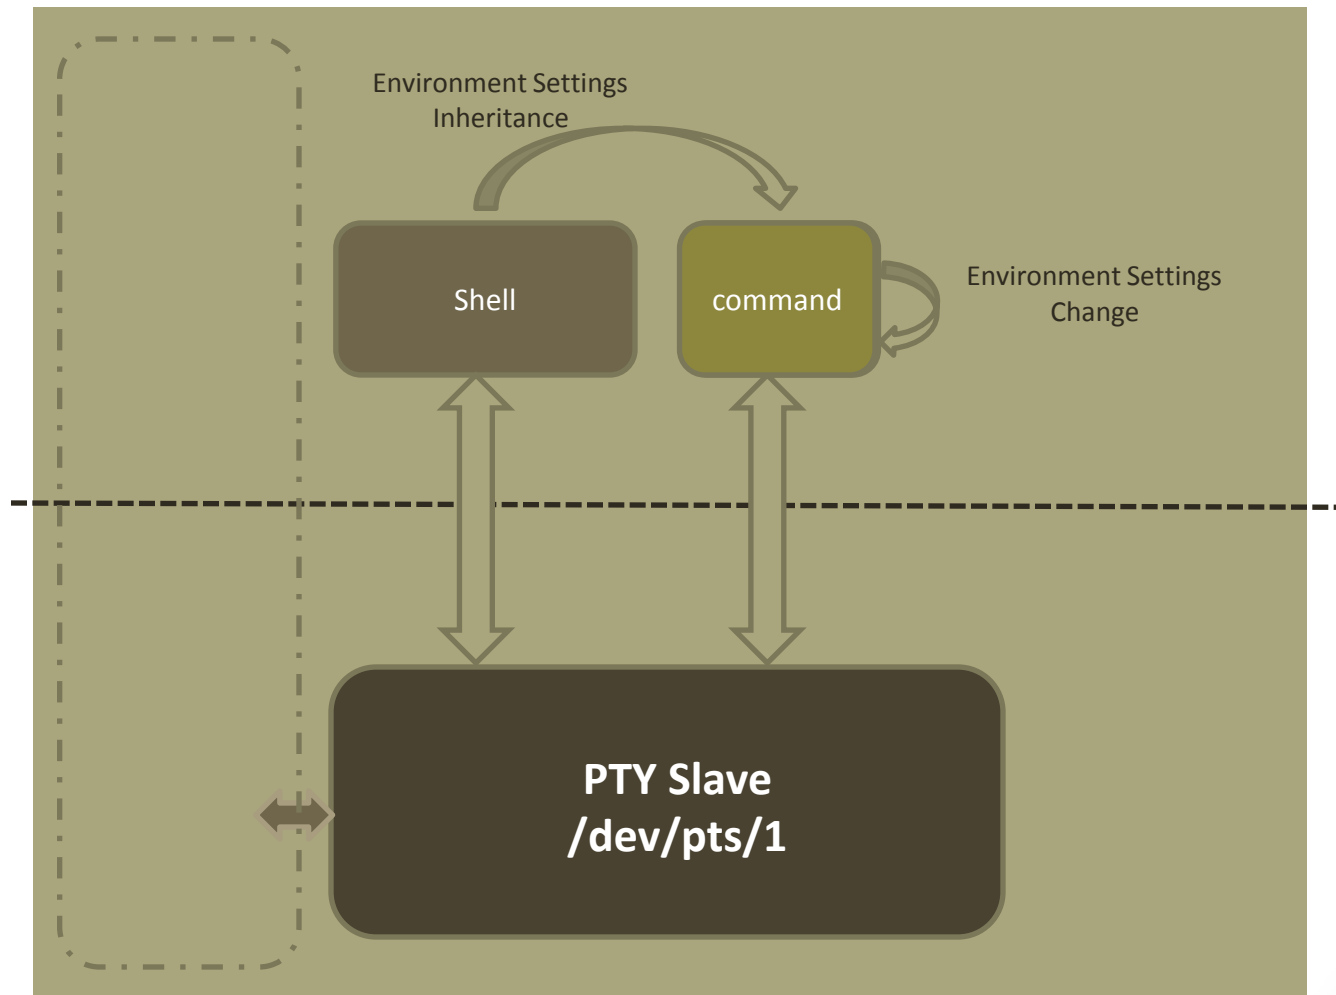 Environment Settings
Inheritance
Shell
command
Environment Settings
Change
PTY Slave
/dev/pts/1